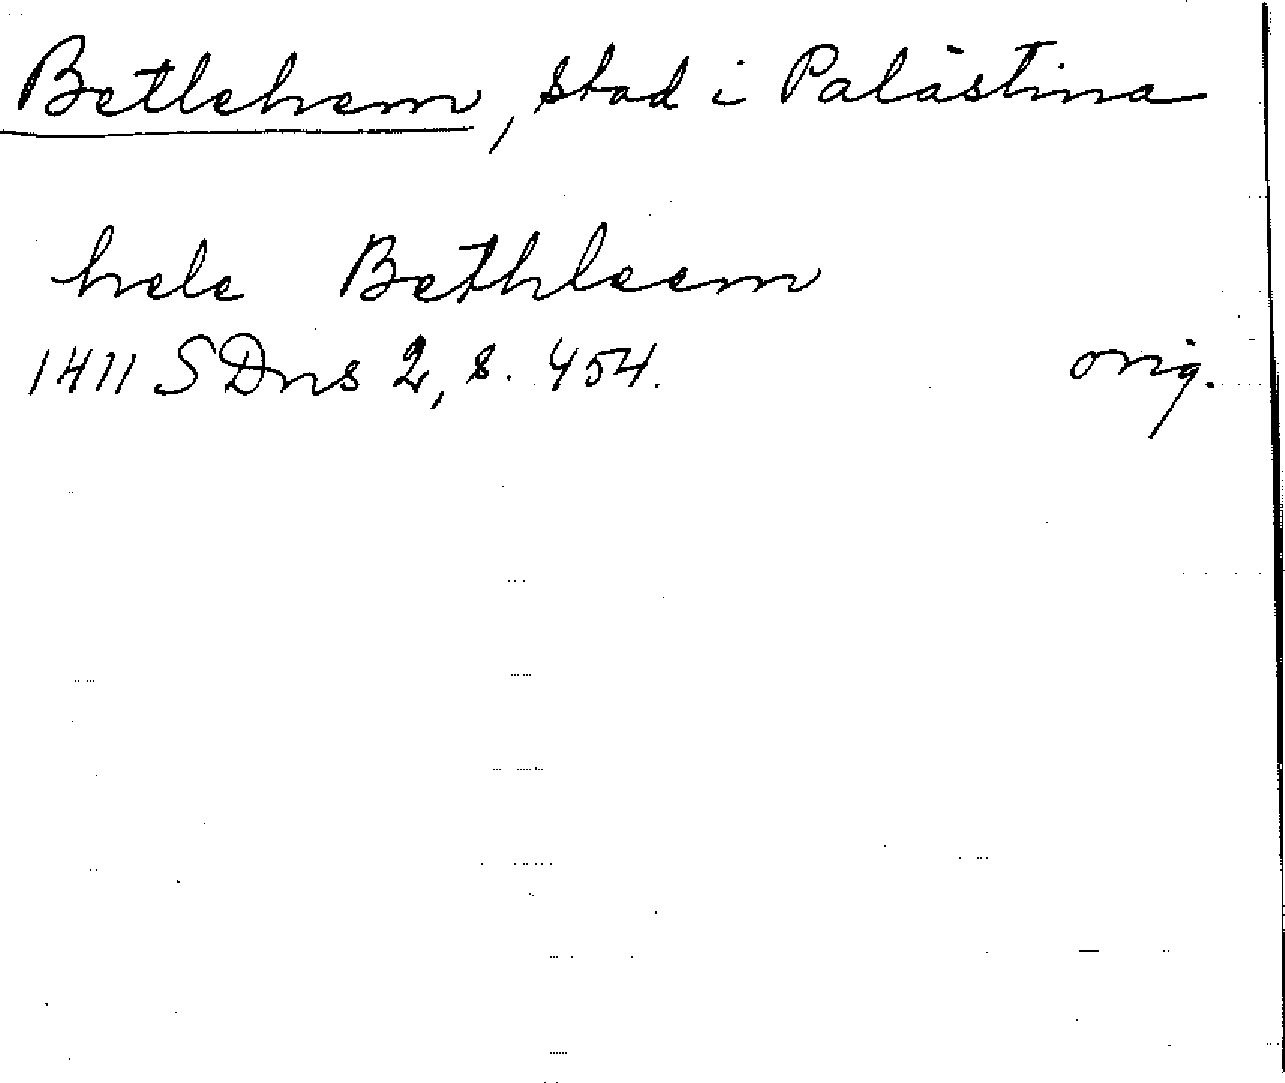 Betlehem, stad i Palästina
hele Bethleem
1411 SDns 2, s. 454. orig.